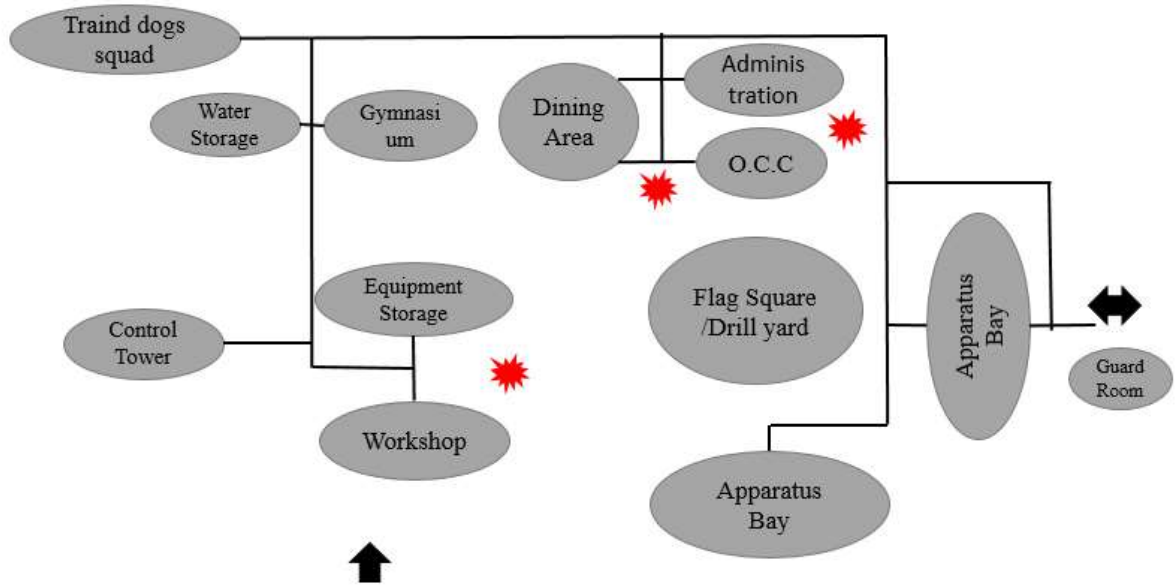 Traind dogs
squad
Adminis
tration
Water
Storage
Gymnasi
um
Dining
Area
O.C.C
Equipment
Storage
Flag Square
/Drill yard
Control
Tower
Apparatus
Bay
Guard
Room
Workshop
Apparatus
Bay